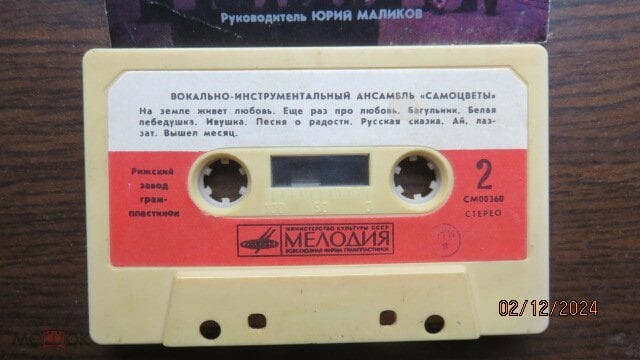 Руководитель ЮРИЙ МАЛИКОВ
ВОКАЛЬНО-ИНСТРУМЕНТАЛЬНЫЙ АНСАМБЛЬ «САМОЦВЕТЫ»
На земле живет любовь. Еще раз про любовь. Багульник. Белая
лебедушка. Ивушка. Песня о радости. Русская сказка. Ай, лаз-
зат. Вышел месяц.
Рижский
завод
грам-
пластинок
2
СМ00360
СТЕРЕО
МИНИСТЕРСТВО КУЛЬТУРЫ СССР
МЕЛОДИЯ
ВСЕСОЮЗНАЯ ФИРМА ГРАМПЛАСТИНОК
02/12/2024